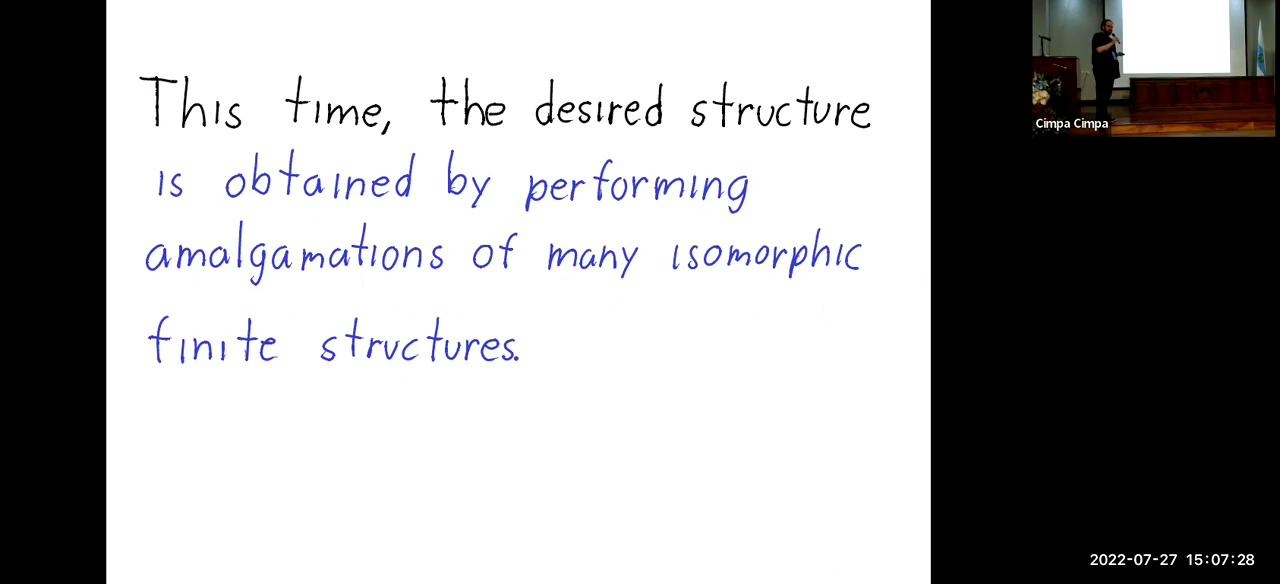 This time, the desired structure
is obtained by performing
amalgamations of many isomorphic
finite structures.
Cimpa Cimpa
2022-07-27 15:07:28